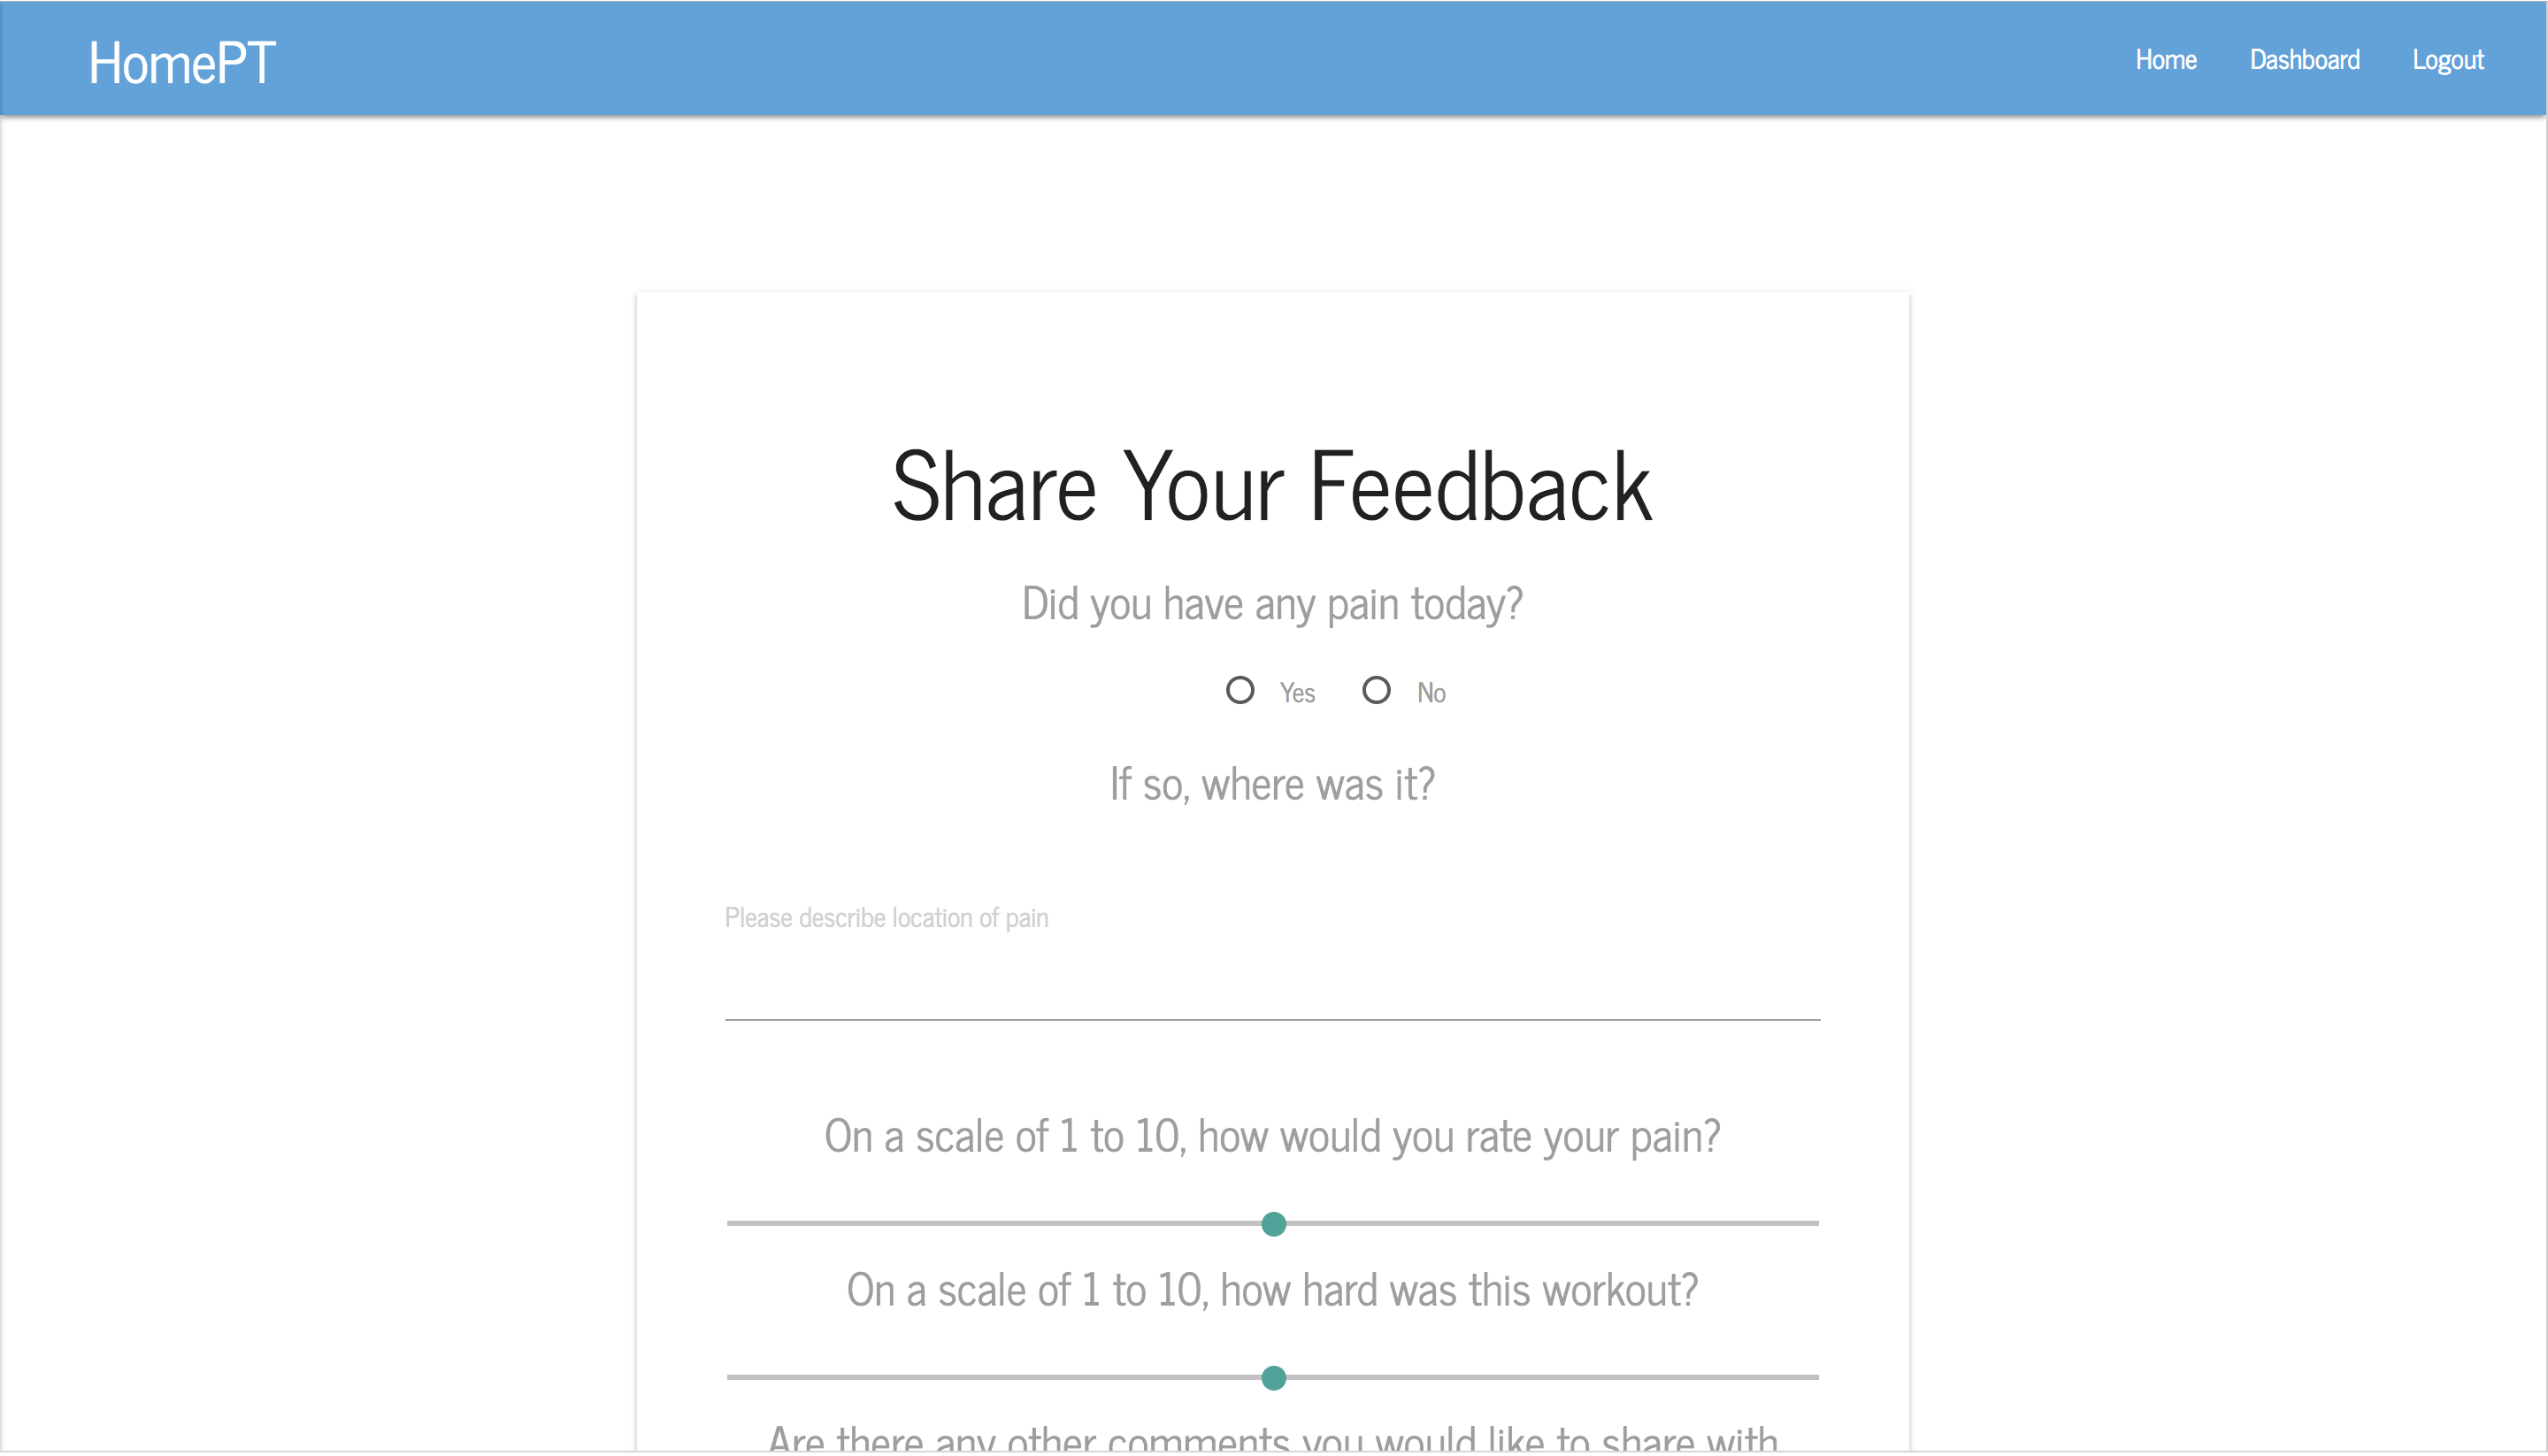 HomePT
Home Dashboard Logout
Share Your Feedback
Did you have any pain today?
Yes No
If so, where was it?
Please describe location of pain
On a scale of 1 to 10, how would you rate your pain?
On a scale of 1 to 10, how hard was this workout?
Are there any other comments you would like to share with